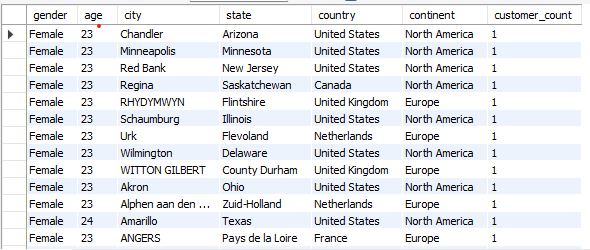 gender age city state country continent customer_count
Female 23 Chandler Arizona United States North America 1
Female 23 Minneapolis Minnesota United States North America 1
Female 23 Red Bank New Jersey United States North America 1
Female 23 Regina Saskatchewan Canada North America 1
Female 23 RHYDYMWYN Flintshire United Kingdom Europe 1
Female 23 Schaumburg Illinois United States North America 1
Female 23 Urk Flevoland Netherlands Europe 1
Female 23 Wilmington Delaware United States North America 1
Female 23 WITTON GILBERT County Durham United Kingdom Europe 1
Female 23 Akron Ohio United States North America 1
Female 23 Alphen aan den ... Zuid-Holland Netherlands Europe 1
Female 24 Amarillo Texas United States North America 1
Female 23 ANGERS Pays de la Loire France Europe 1